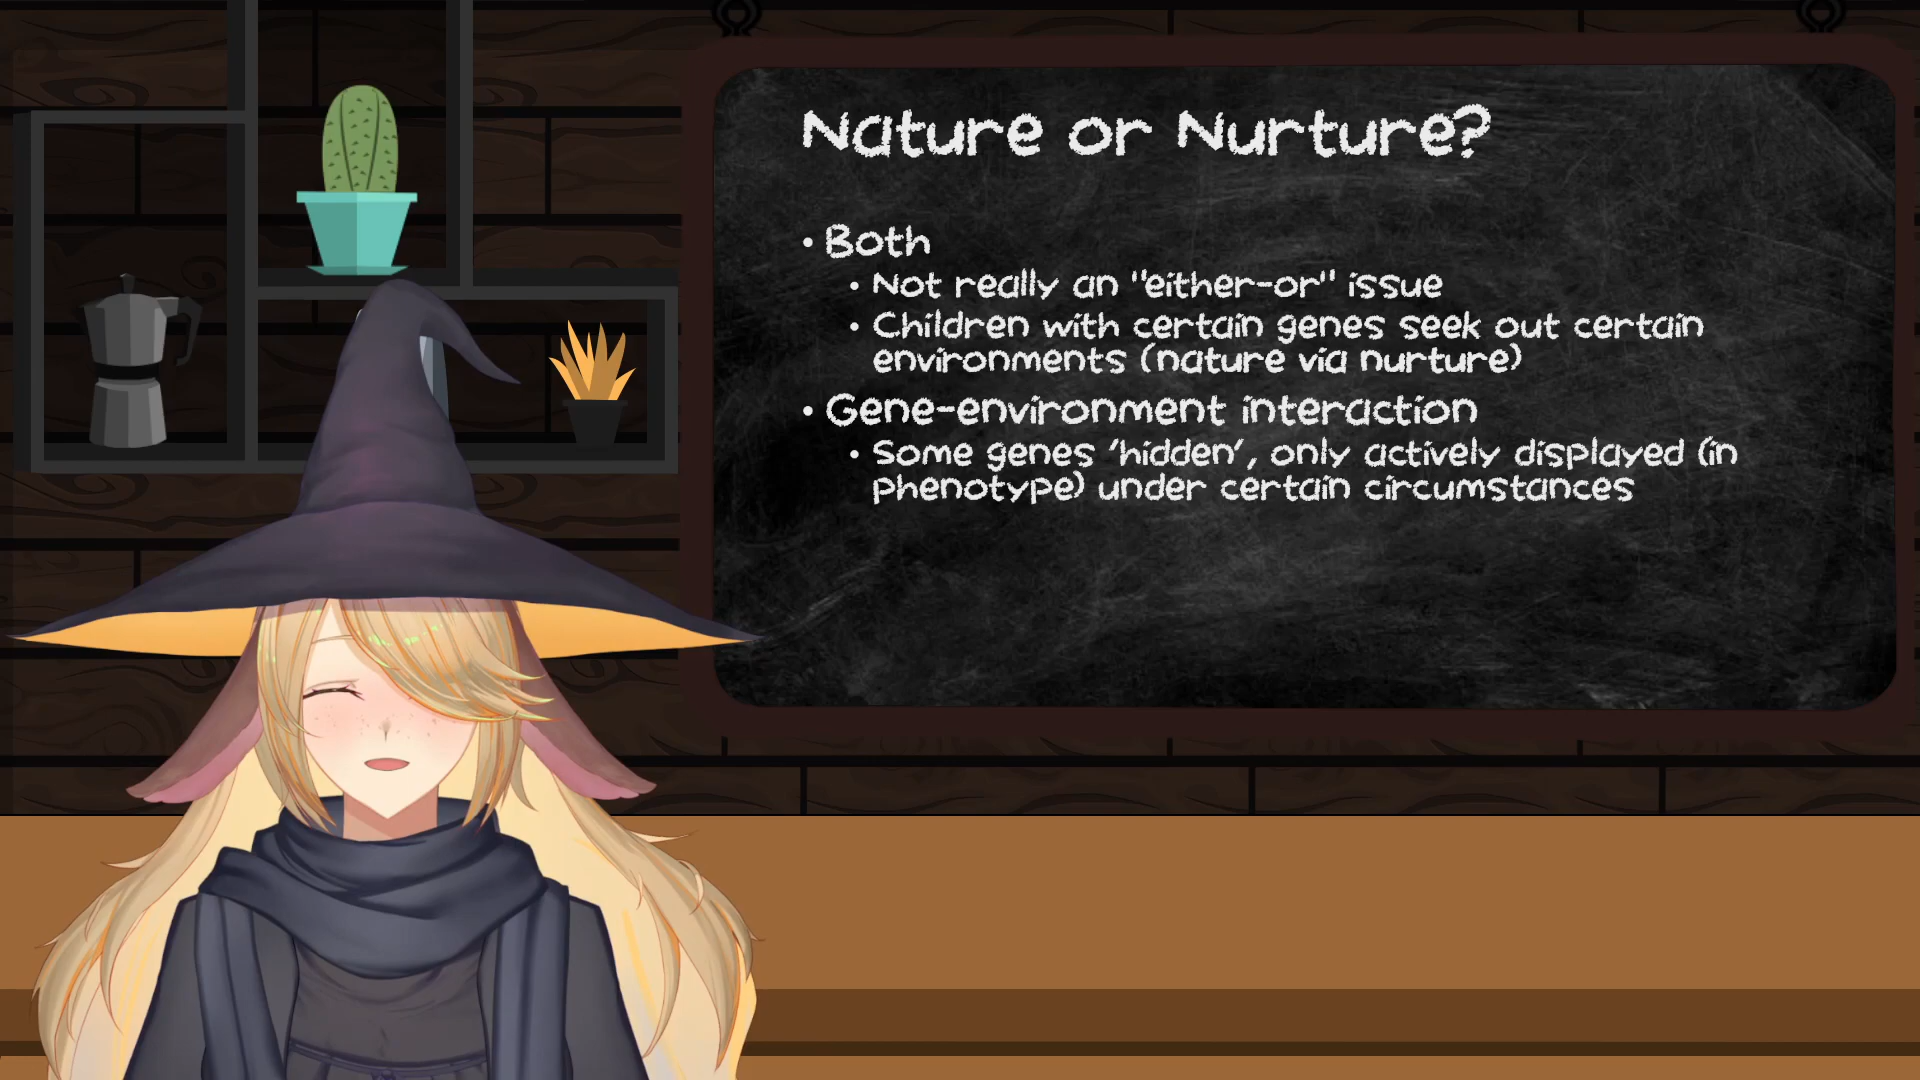 Nature or Nurture?
• Both
• Not really an "either-or" issue
• Children with certain genes seek out certain
environments (nature via nurture)
• Gene-environment interaction
• Some genes 'hidden', only actively displayed (in
phenotype) under certain circumstances